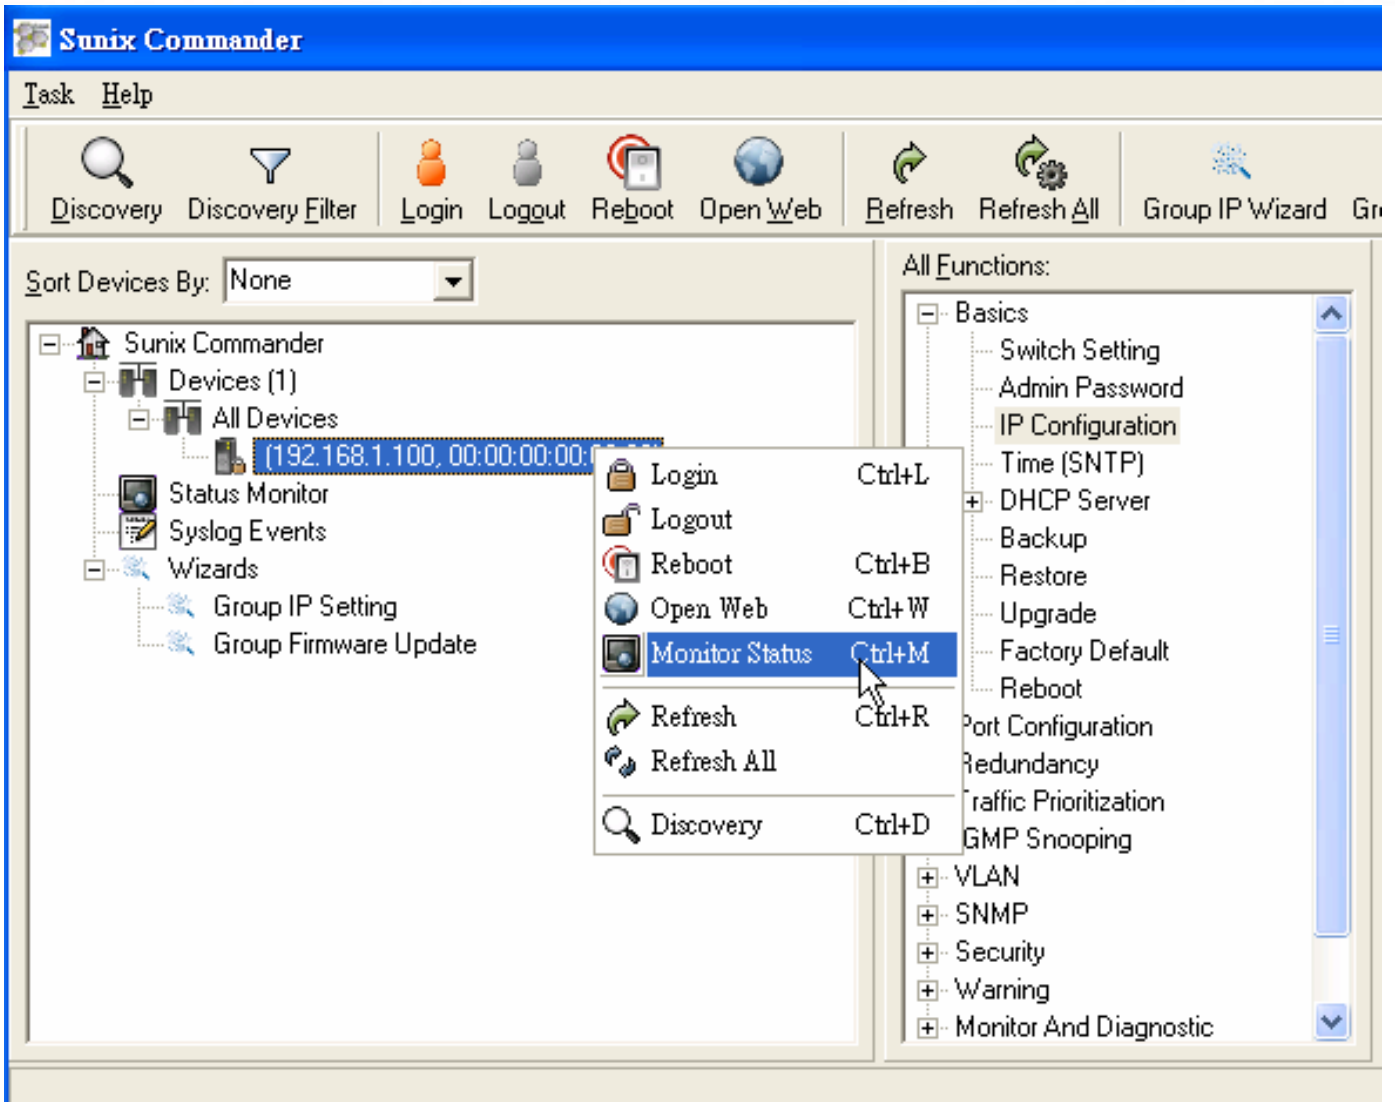 Sunix Commander
Task Help
Discovery Discovery Filter Login Logout Reboot Open Web Refresh Refresh All Group IP Wizard
Sort Devices By: None
Sunix Commander
Devices (1)
All Devices
(192.168.1.100, 00:00:00:00:
Status Monitor
Syslog Events
Wizards
Group IP Setting
Group Firmware Update
Login Ctrl+L
Logout
Reboot Ctrl+B
Open Web Ctrl+W
Monitor Status Ctrl+M
Refresh Ctrl+R
Refresh All
Discovery Ctrl+D
All Functions:
Basics
Switch Setting
Admin Password
IP Configuration
Time (SNTP)
DHCP Server
Backup
Restore
Upgrade
Factory Default
Reboot
Port Configuration
Redundancy
Traffic Prioritization
GMP Snooping
VLAN
SNMP
Security
Warning
Monitor And Diagnostic